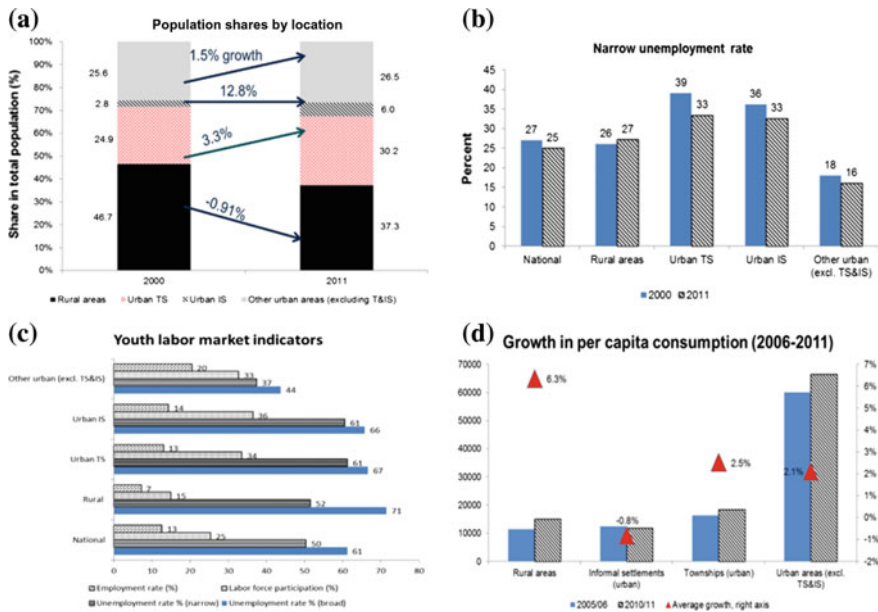 (a)
Population shares by location
Share in total population (%)
100%
90%
80%
70%
60%
50%
40%
30%
20%
10%
0%
25.6
2.8
24.9
46.7
1.5% growth
12.8%
3.3%
-0.91%
26.5
6.0
30.2
37.3
2000 2011
Rural areas Urban TS Urban IS Other urban areas (excluding T&IS)
(b)
Narrow unemployment rate
Percent
45
40
35
30
25
20
15
10
5
0
27 25 26 27 39 33 36 33 18 16
National Rural areas Urban TS Urban IS Other urban
(excl. TS&IS)
2000 2011
(c)
Youth labor market indicators
Other urban (excl. TS&IS)
20
33
37
44
Urban IS
14
36
61
66
Urban TS
13
34
61
67
Rural
7
15
52
71
National
13
25
50
61
0 10 20 30 40 50 60 70 80
Employment rate (%) Labor force participation (%)
Unemployment rate % (narrow) Unemployment rate % (broad)
(d)
Growth in per capita consumption (2006-2011)
70000
60000
50000
40000
30000
20000
10000
0
6.3%
-0.8%
2.5%
2.1%
7%
6%
5%
4%
3%
2%
1%
0%
-1%
-2%
Rural areas Informal settlements Townships (urban) Urban areas (excl.
(urban) TS&IS)
2005/06 2010/11 Average growth, right axis